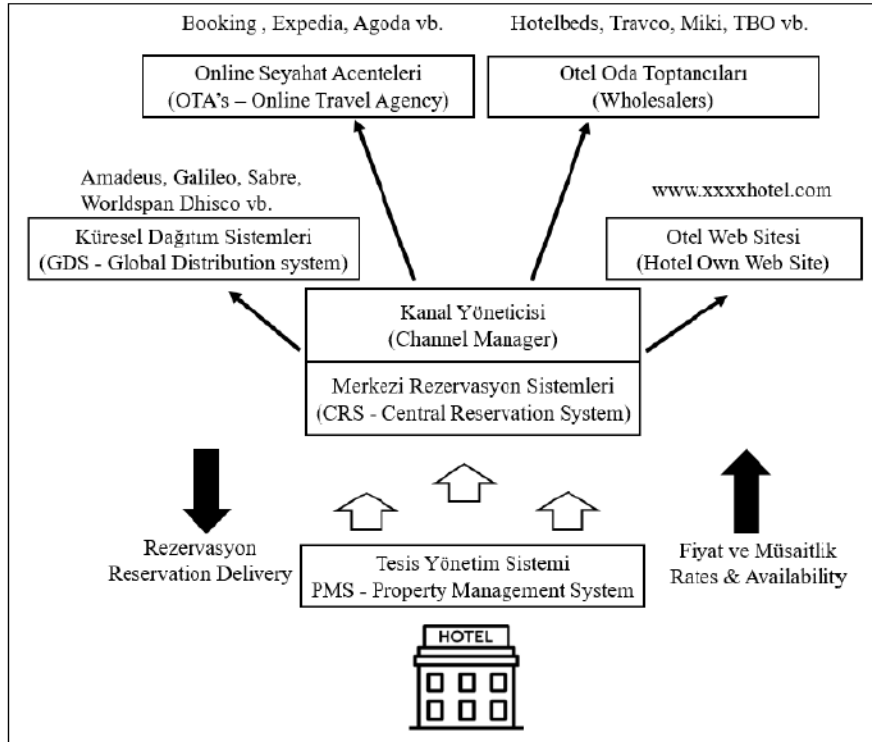 Booking , Expedia, Agoda vb.
Hotelbeds, Travco, Miki, TBO vb.
Online Seyahat Acenteleri
(OTA's – Online Travel Agency)
Otel Oda Toptancıları
(Wholesalers)
Amadeus, Galileo, Sabre,
Worldspan Dhisco vb.
www.xxxxhotel.com
Küresel Dağıtım Sistemleri
(GDS - Global Distribution system)
Otel Web Sitesi
(Hotel Own Web Site)
Kanal Yöneticisi
(Channel Manager)
Merkezi Rezervasyon Sistemleri
(CRS - Central Reservation System)
Rezervasyon
Reservation Delivery
Tesis Yönetim Sistemi
PMS - Property Management System
Fiyat ve Müsaitlik
Rates & Availability
HOTEL